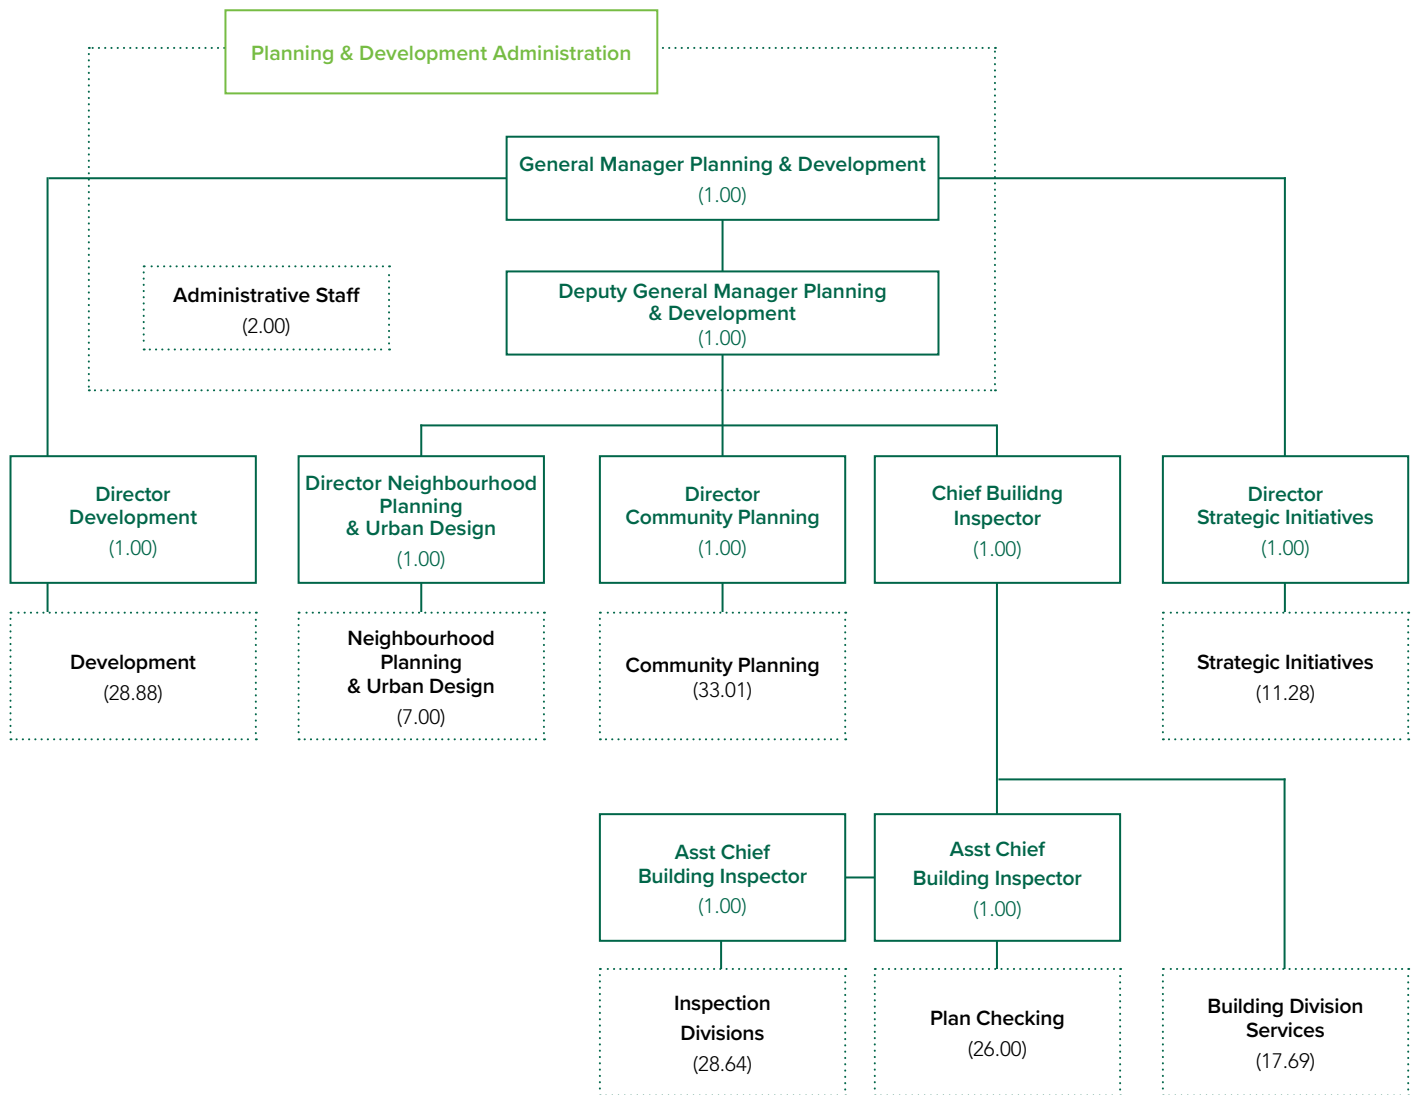 Planning & Development Administration
General Manager Planning & Development
(1.00)
Administrative Staff
(2.00)
Deputy General Manager Planning
& Development
(1.00)
Director
Development
(1.00)
Director Neighbourhood
Planning
& Urban Design
(1.00)
Director
Community Planning
(1.00)
Chief Builidng
Inspector
(1.00)
Director
Strategic Initiatives
(1.00)
Development
(28.88)
Neighbourhood
Planning
& Urban Design
(7.00)
Community Planning
(33.01)
Strategic Initiatives
(11.28)
Asst Chief
Building Inspector
(1.00)
Asst Chief
Building Inspector
(1.00)
Inspection
Divisions
(28.64)
Plan Checking
(26.00)
Building Division
Services
(17.69)